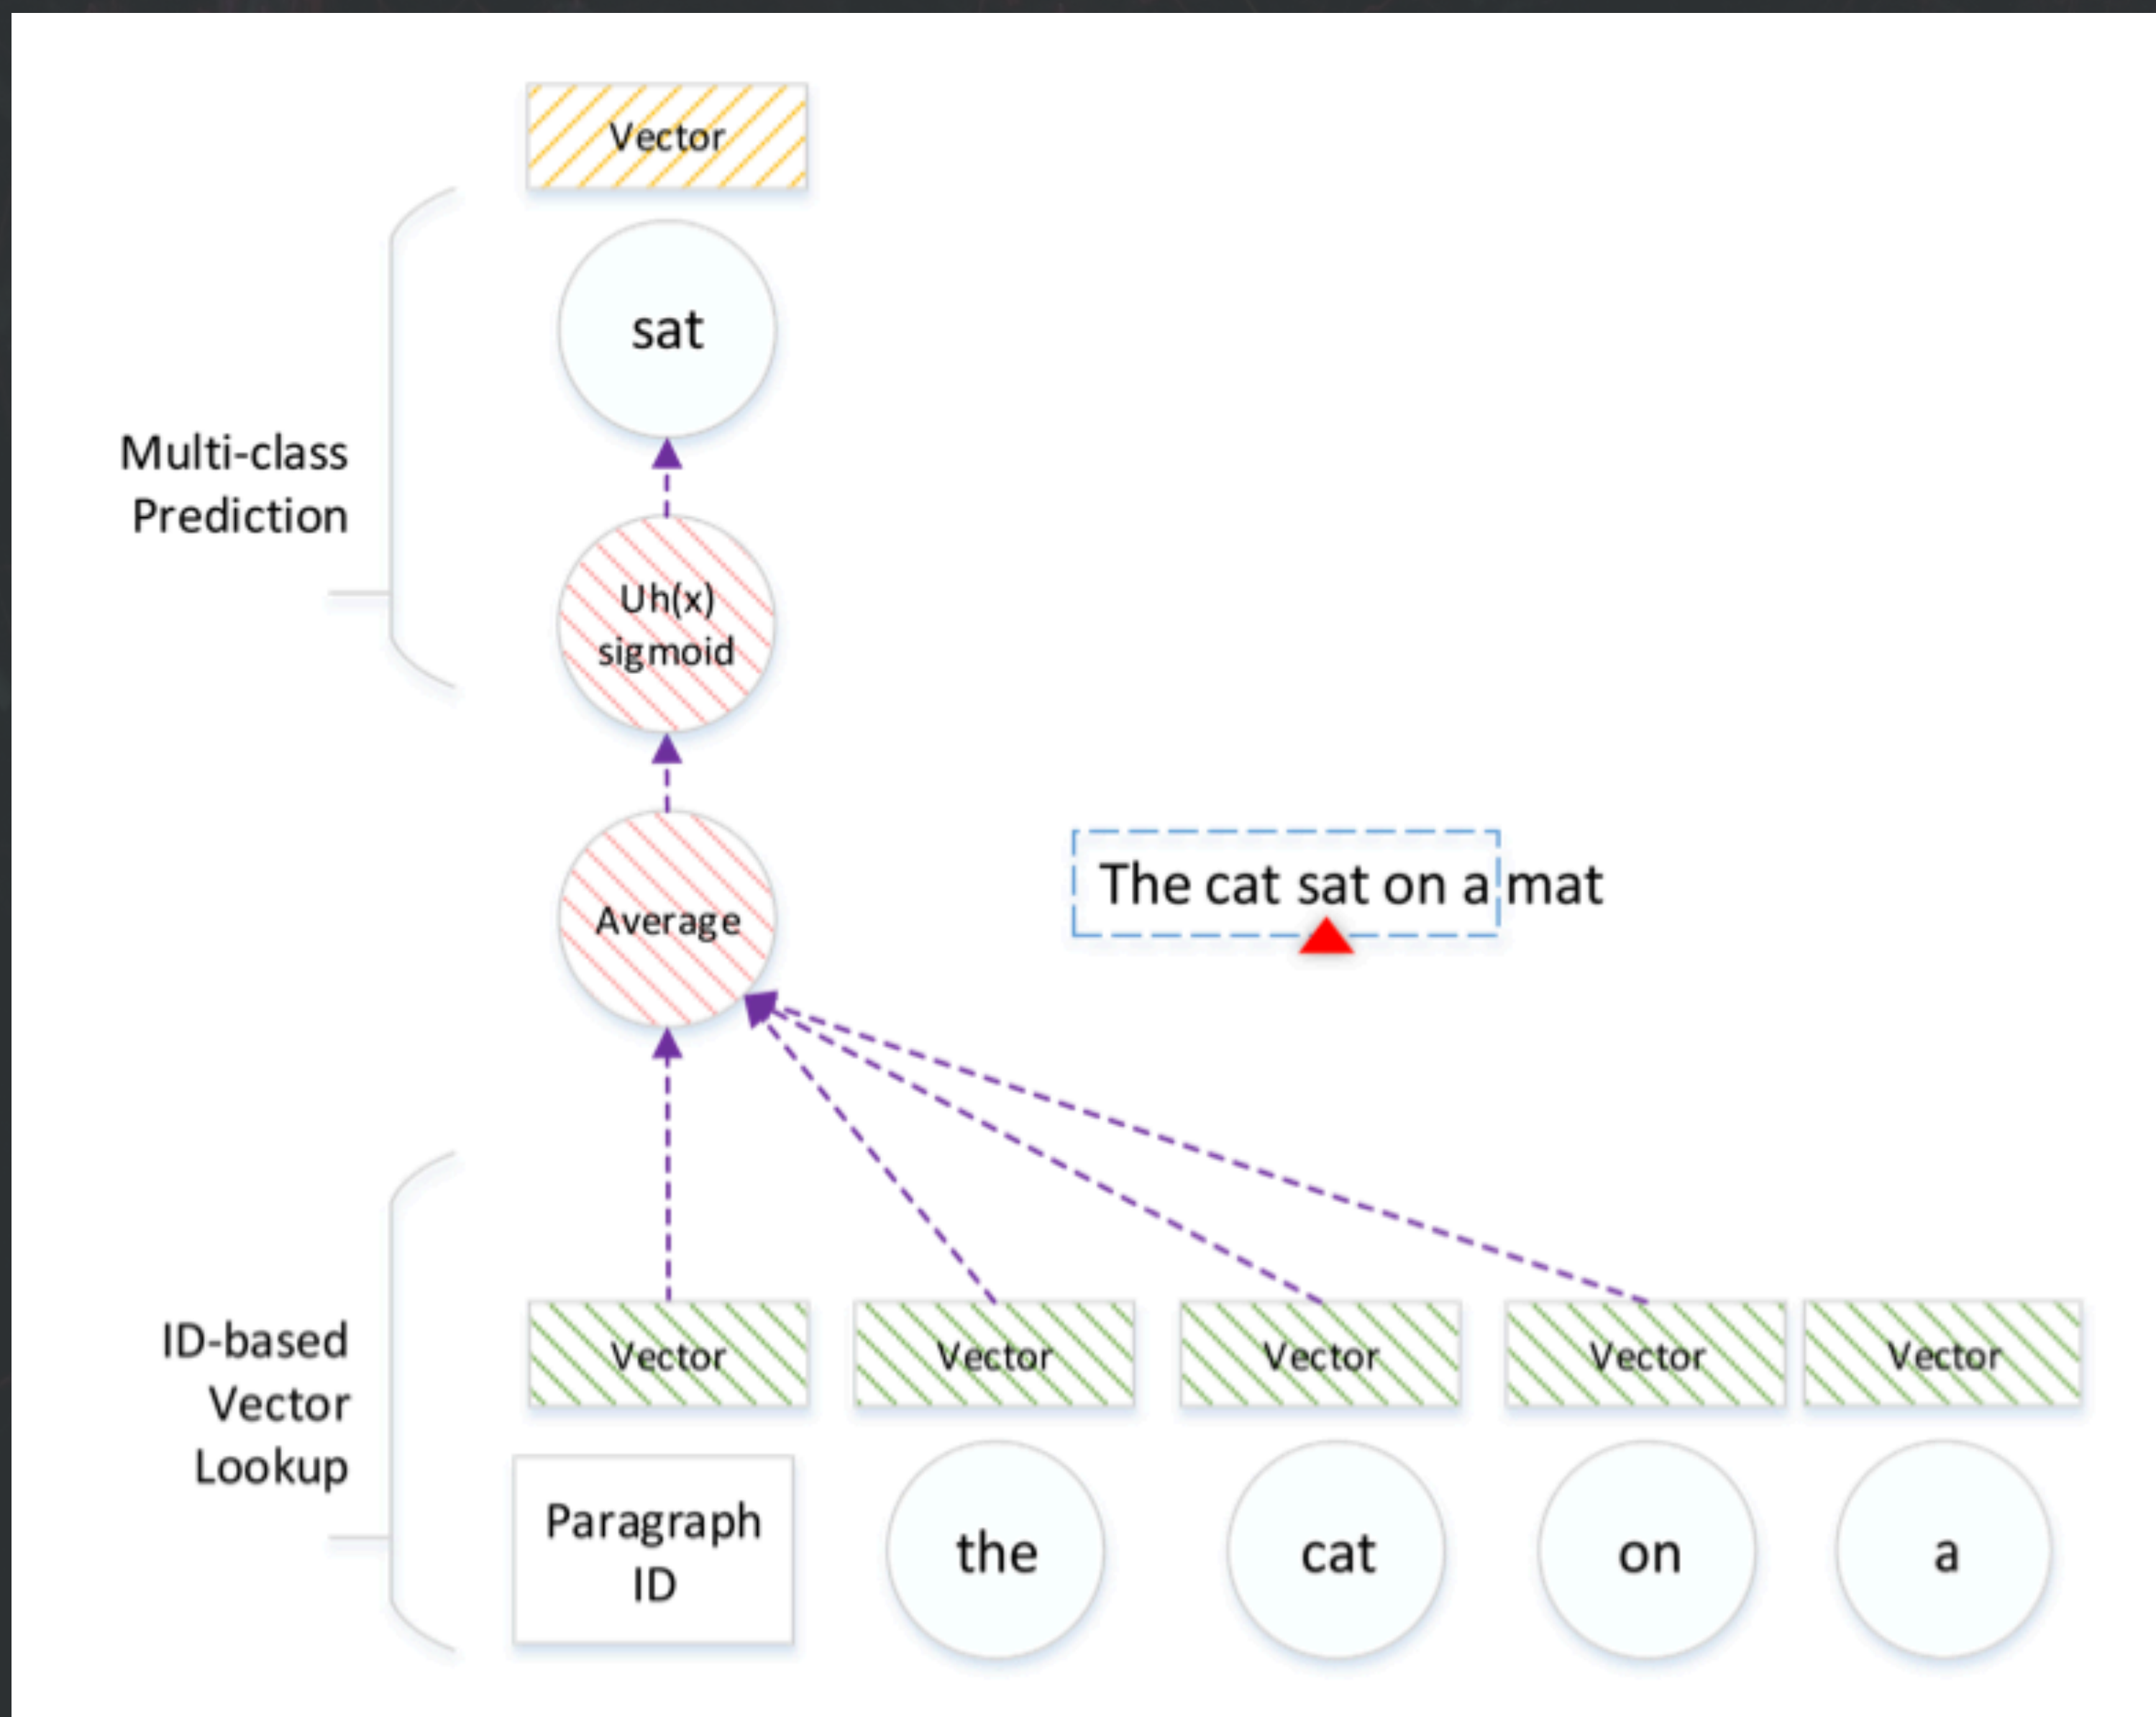 Vector
sat
Multi-class
Prediction
Uh(x)
sigmoid
Average
The cat sat on a mat
ID-based
Vector
Lookup
Vector
Vector
Vector
Vector
Vector
Paragraph
ID
the
cat
on
a